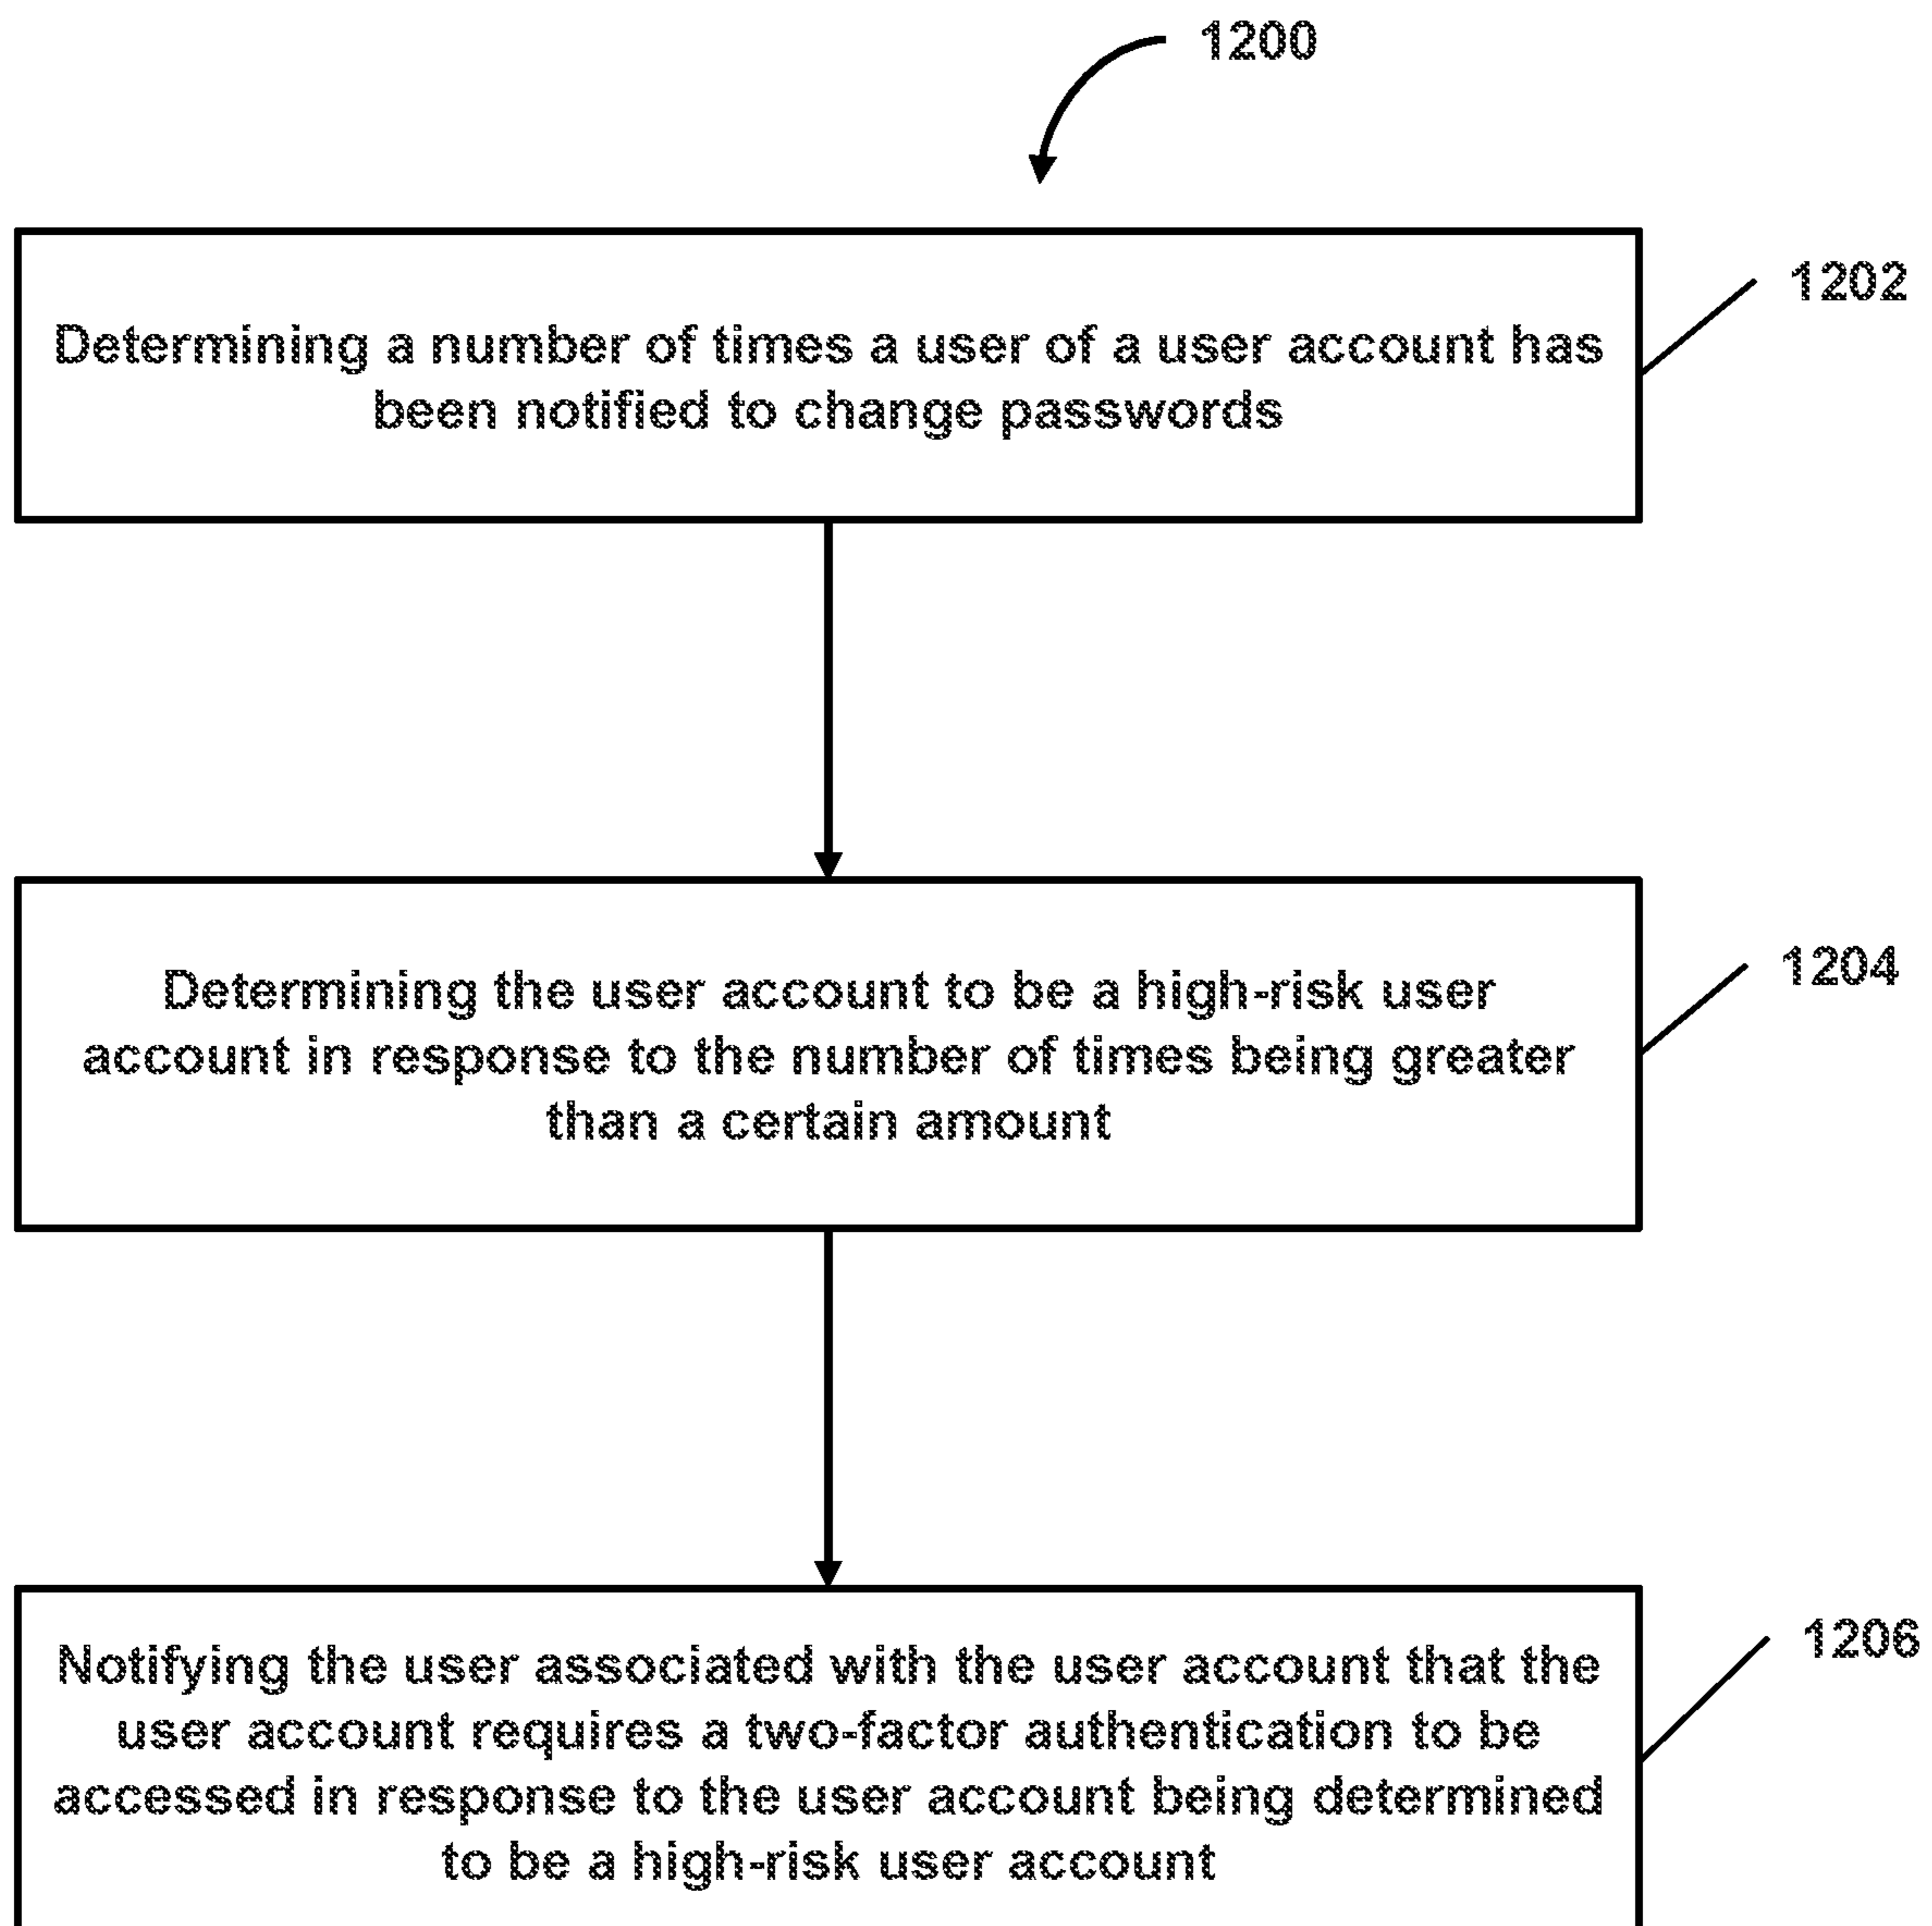 1200
1202
Determining a number of times a user of a user account has
been notified to change passwords
1204
Determining the user account to be a high-risk user
account in response to the number of times being greater
than a certain amount
1206
Notifying the user associated with the user account that the
user account requires a two-factor authentication to be
accessed in response to the user account being determined
to be a high-risk user account